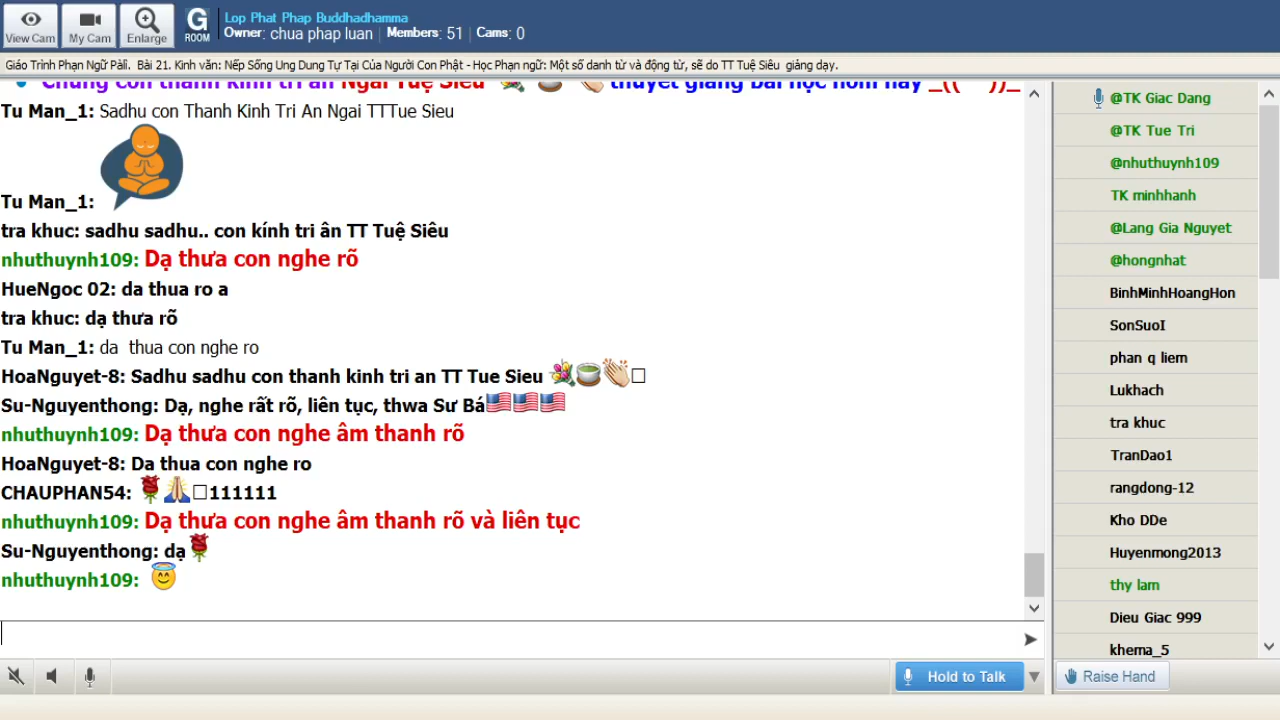 View Cam
My Cam
Enlarge
G
ROOM
Lop Phat Phap Buddhadhamma
Owner: chua phap luan Members: 51 Cams: 0
Giáo Trình Phạn Ngữ Pàli. Bài 21. Kinh văn: Nếp Sống Ung Dung Tự Tại Của Người Con Phật - Học Phạn ngữ: Một số danh từ và động từ, sẽ do TT Tuệ Siêu giảng dạy.
Chúng con thành kính tri ân Ngài Tuệ Siêu thuyết giảng bài học hôm nay _(( ))_
Tu Man_1: Sadhu con Thanh Kinh Tri An Ngai TTTue Sieu
Tu Man_1:
tra khuc: sadhu sadhu.. con kính tri ân TT Tuệ Siêu
nhuthuynh109: Dạ thưa con nghe rõ
HueNgoc 02: da thua ro a
tra khuc: dạ thưa rõ
Tu Man_1: da thua con nghe ro
HoaNguyet-8: Sadhu sadhu con thanh kinh tri an TT Tue Sieu 💐🍵👏🏻□
Su-Nguyenthong: Dạ, nghe rất rõ, liên tục, thwa Sư Bá🇺🇸🇺🇸🇺🇸
nhuthuynh109: Dạ thưa con nghe âm thanh rõ
HoaNguyet-8: Da thua con nghe ro
CHAUPHAN54: 🌹🙏□111111
nhuthuynh109: Dạ thưa con nghe âm thanh rõ và liên tục
Su-Nguyenthong: dạ🌹
nhuthuynh109: 😇
Hold to Talk
@TK Giac Dang
@TK Tue Tri
@nhuthuynh109
TK minhhanh
@Lang Gia Nguyet
@hongnhat
BinhMinhHoangHon
SonSuoI
phan q liem
Lukhach
tra khuc
TranDao1
rangdong-12
Kho DDe
Huyenmong2013
thy lam
Dieu Giac 999
khema_5
Raise Hand